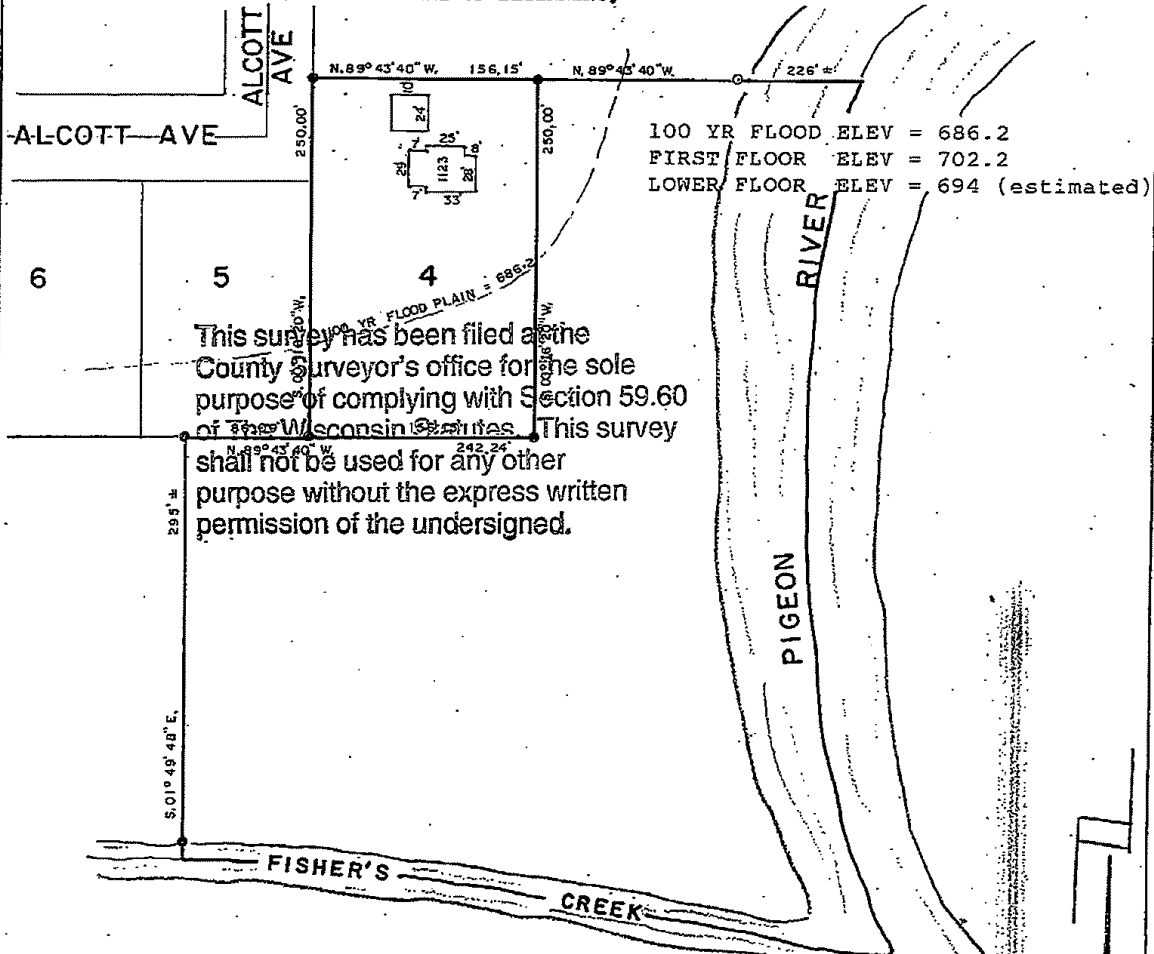 ALCOTT
AVE
N.89°43'40"W. 156.15' N.89°43'40"W. 226'±
ALCOTT AVE
250.00'
250.00'
10
24'
7' 25' 8'
29' 1123 28'
7' 33'
100 YR FLOOD ELEV = 686.2
FIRST FLOOR ELEV = 702.2
LOWER FLOOR ELEV = 694 (estimated)
RIVER
6 5 4
100 YR FLOOD PLAIN = 686.2
This survey has been filed at the
County Surveyor's office for the sole
purpose of complying with Section 59.60
of The Wisconsin Statutes. This survey
shall not be used for any other
purpose without the express written
permission of the undersigned.
N.89°43'40"W. 242.24'
295'±
S.01°49'48"E.
PIGEON
FISHER'S CREEK